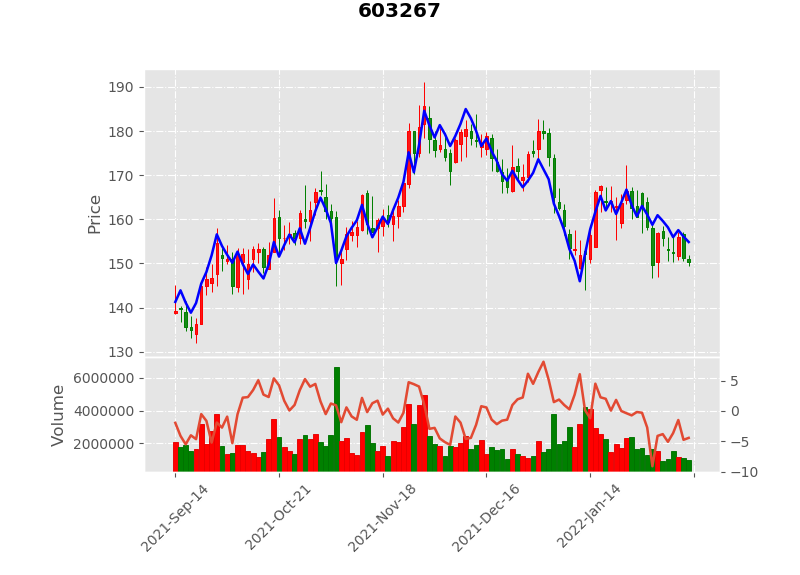 603267
190
180
170
160
150
140
130
Price
6000000
4000000
2000000
Volume
5
0
−5
−10
2021-Sep-14
2021-Oct-21
2021-Nov-18
2021-Dec-16
2022-Jan-14